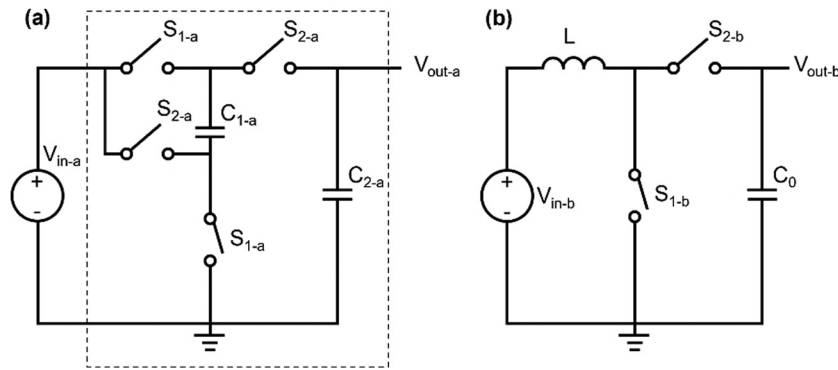 (a)
S1-a
S2-a
Vout-a
S2-a
C1-a
Vin-a
+
-
C2-a
S1-a
(b)
L
S2-b
Vout-b
+
-
Vin-b
S1-b
C0